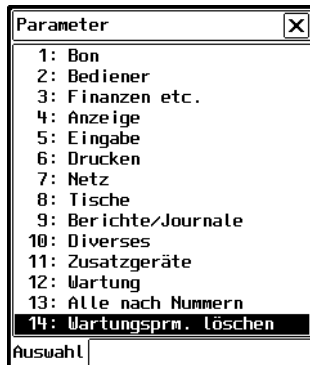 Parameter
1: Bon
2: Bediener
3: Finanzen etc.
4: Anzeige
5: Eingabe
6: Drucken
7: Netz
8: Tische
9: Berichte/Journale
10: Diverses
11: Zusatzgeräte
12: Wartung
13: Alle nach Nummern
14: Wartungsprm. löschen
Auswahl